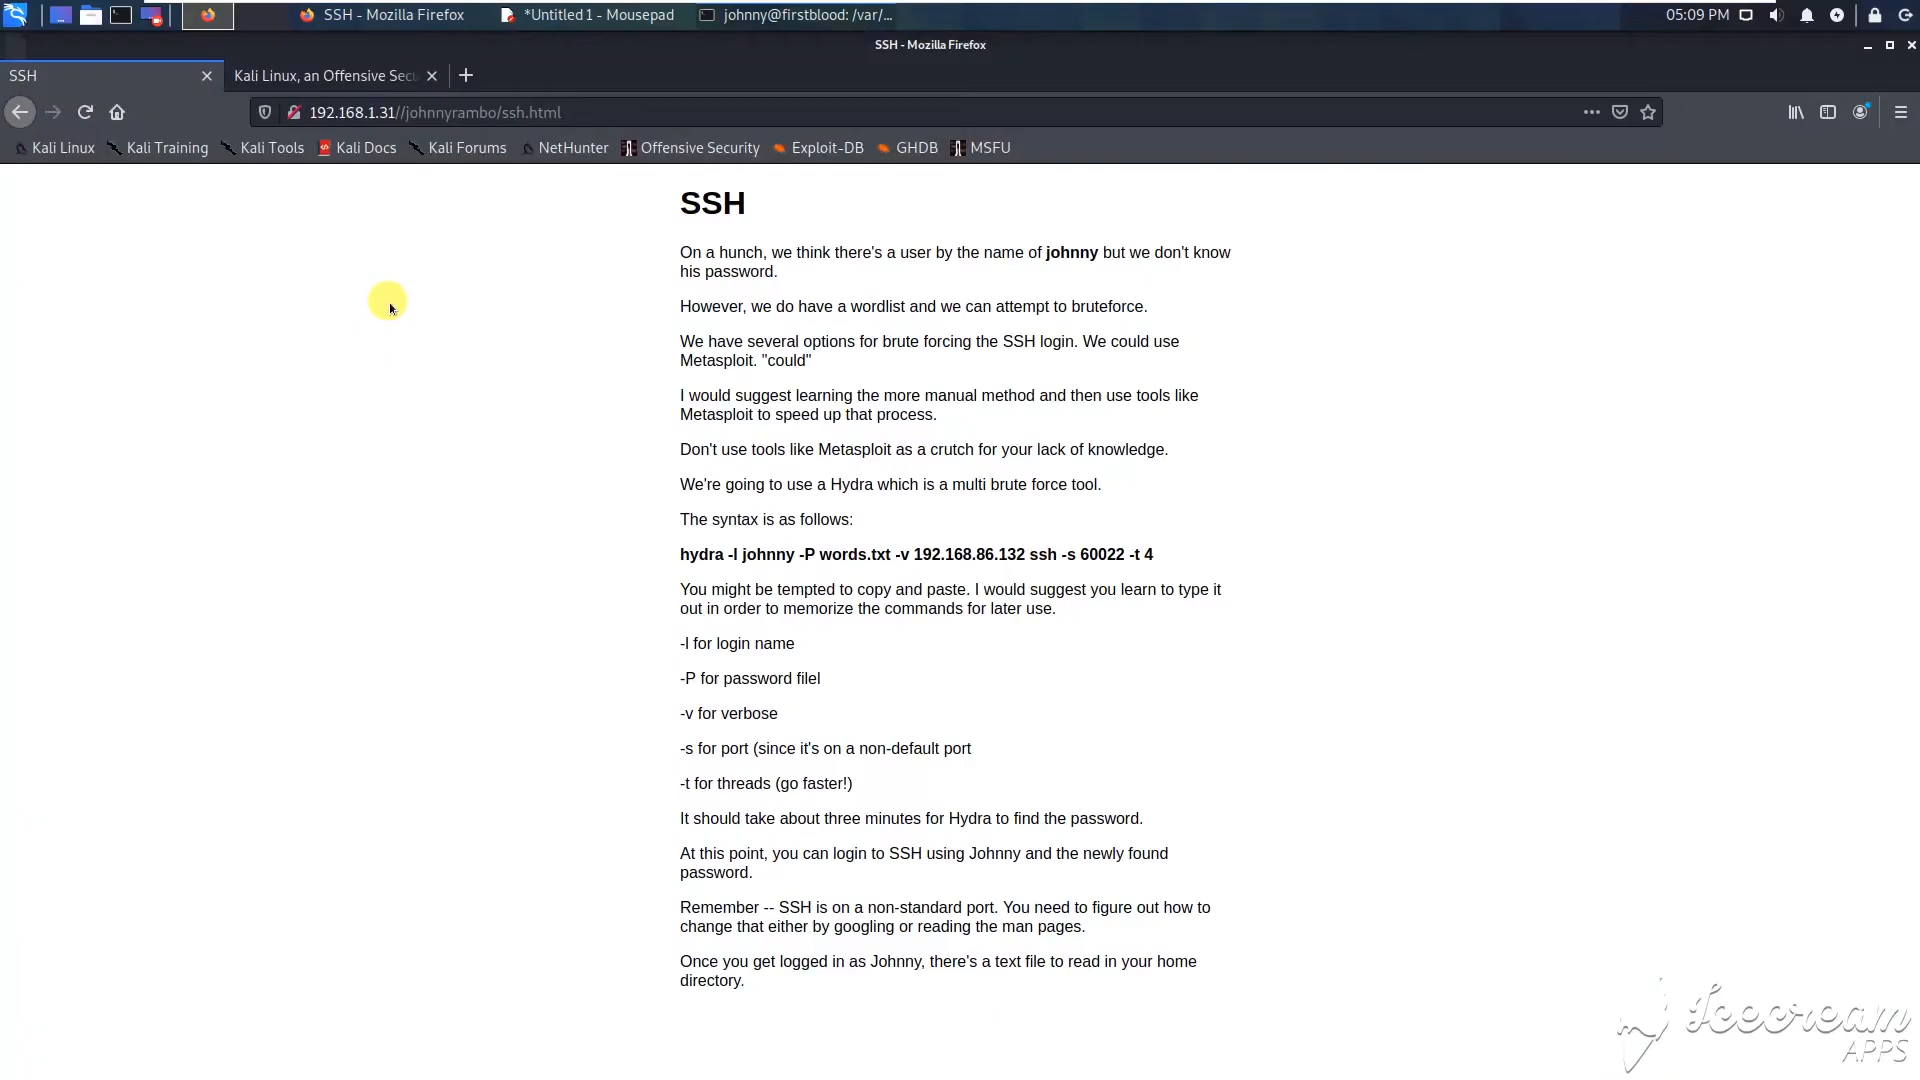 SSH - Mozilla Firefox
*Untitled 1 - Mousepad
johnny@firstblood: /var/...
05:09 PM
SSH - Mozilla Firefox
SSH
Kali Linux, an Offensive Sec
192.168.1.31//johnnyrambo/ssh.html
Kali Linux
Kali Training
Kali Tools
Kali Docs
Kali Forums
NetHunter
Offensive Security
Exploit-DB
GHDB
MSFU
SSH
On a hunch, we think there's a user by the name of johnny but we don't know
his password.
However, we do have a wordlist and we can attempt to bruteforce.
We have several options for brute forcing the SSH login. We could use
Metasploit. "could"
I would suggest learning the more manual method and then use tools like
Metasploit to speed up that process.
Don't use tools like Metasploit as a crutch for your lack of knowledge.
We're going to use a Hydra which is a multi brute force tool.
The syntax is as follows:
hydra -l johnny -P words.txt -v 192.168.86.132 ssh -s 60022 -t 4
You might be tempted to copy and paste. I would suggest you learn to type it
out in order to memorize the commands for later use.
-l for login name
-P for password filel
-v for verbose
-s for port (since it's on a non-default port
-t for threads (go faster!)
It should take about three minutes for Hydra to find the password.
At this point, you can login to SSH using Johnny and the newly found
password.
Remember -- SSH is on a non-standard port. You need to figure out how to
change that either by googling or reading the man pages.
Once you get logged in as Johnny, there's a text file to read in your home
directory.
Icecream
APPS